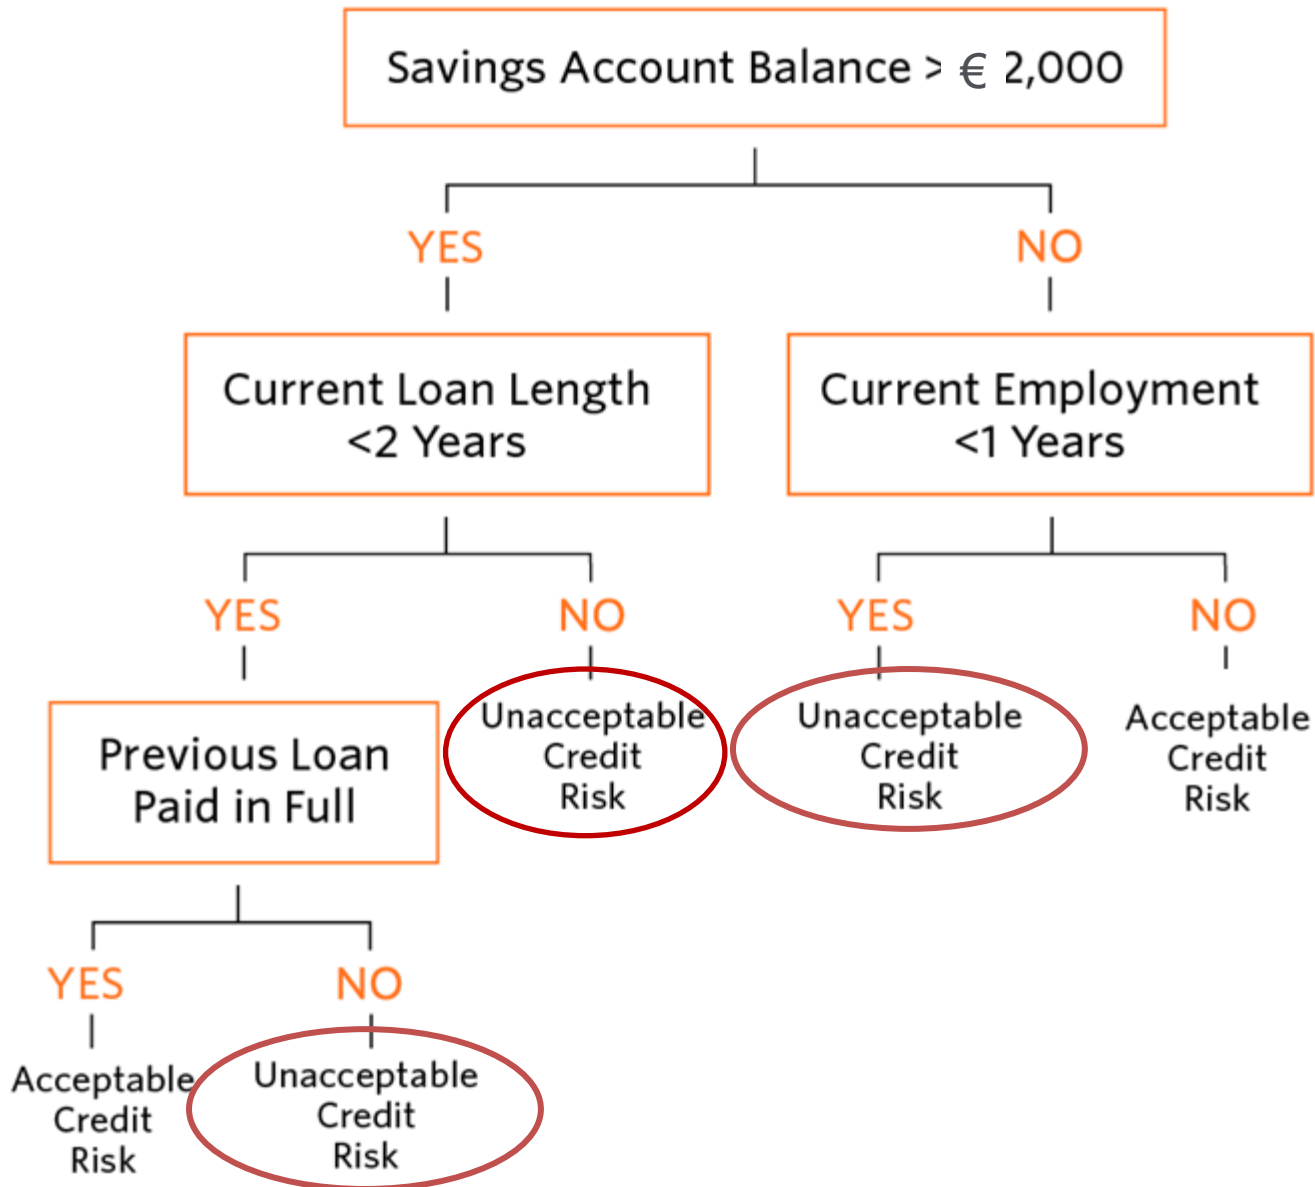 Savings Account Balance > € 2,000
YES
NO
Current Loan Length
<2 Years
Current Employment
<1 Years
YES
NO
YES
NO
Previous Loan
Paid in Full
Unacceptable
Credit
Risk
Unacceptable
Credit
Risk
Acceptable
Credit
Risk
YES
NO
Acceptable
Credit
Risk
Unacceptable
Credit
Risk